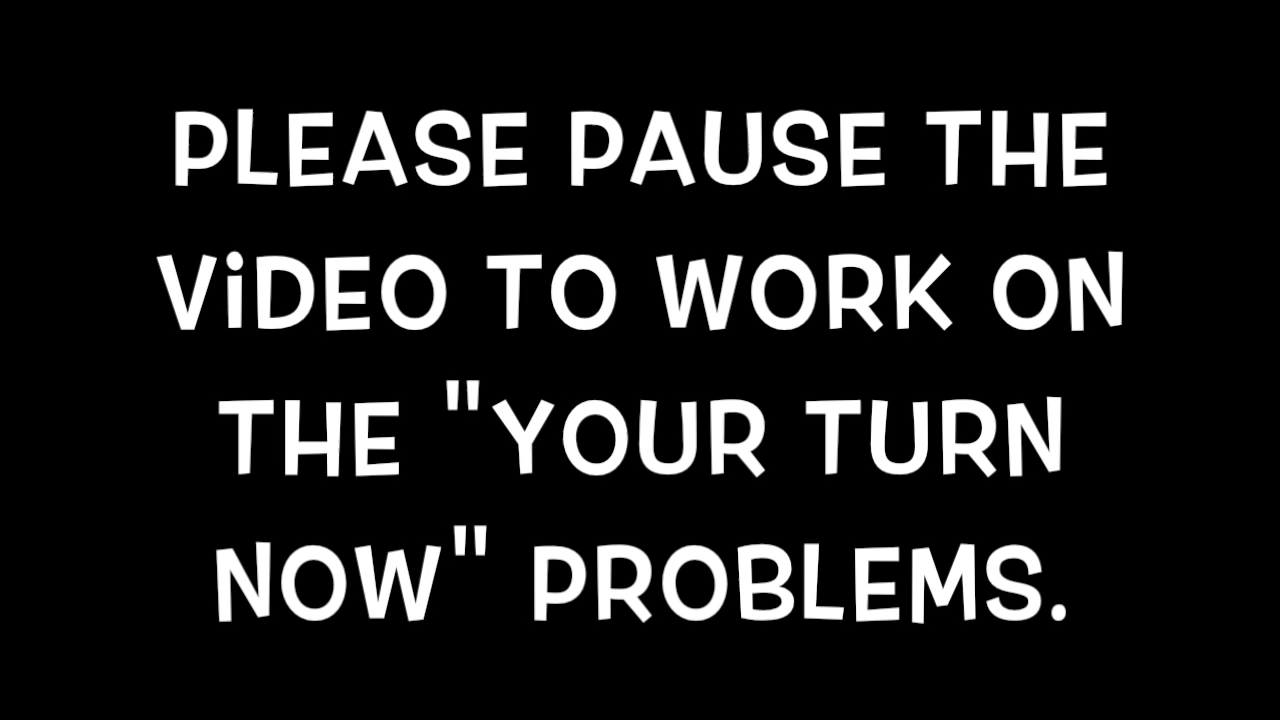 PLEASE PAUSE THE
ViDEO TO WORK ON
THE "YOUR TURN
NOW" PROBLEMS.